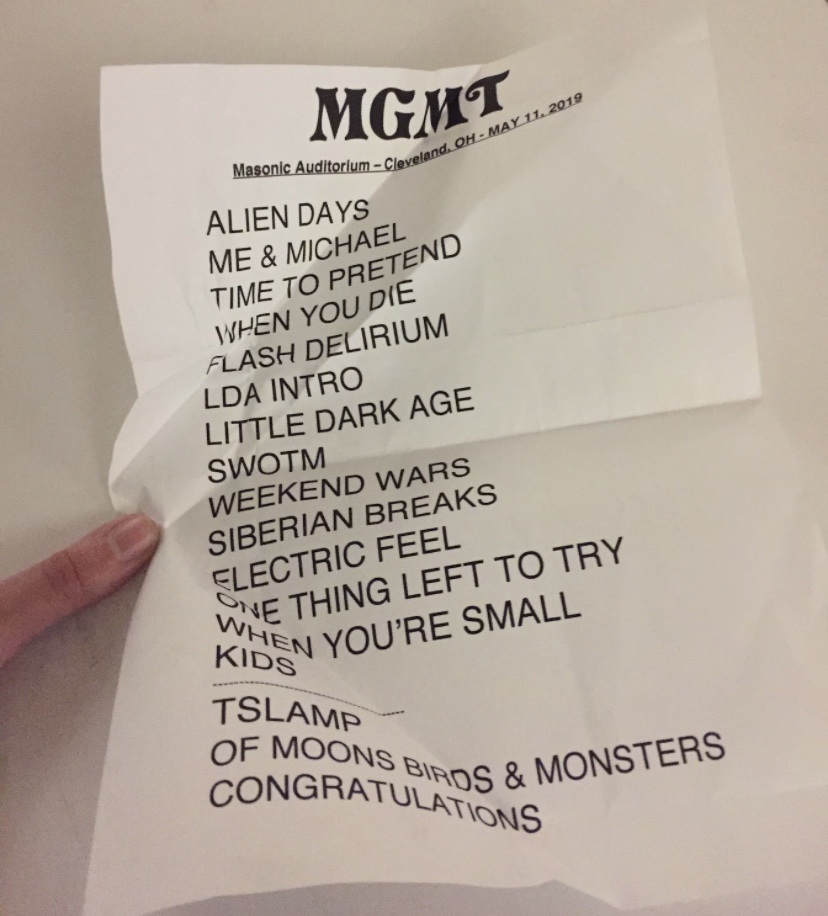 MGMT
Masonic Auditorium – Cleveland, OH - MAY 11, 2019
ALIEN DAYS
ME & MICHAEL
TIME TO PRETEND
WHEN YOU DIE
FLASH DELIRIUM
LDA INTRO
LITTLE DARK AGE
SWOTM
WEEKEND WARS
SIBERIAN BREAKS
ELECTRIC FEEL
ONE THING LEFT TO TRY
WHEN YOU'RE SMALL
KIDS
TSLAMP
OF MOONS BIRDS & MONSTERS
CONGRATULATIONS